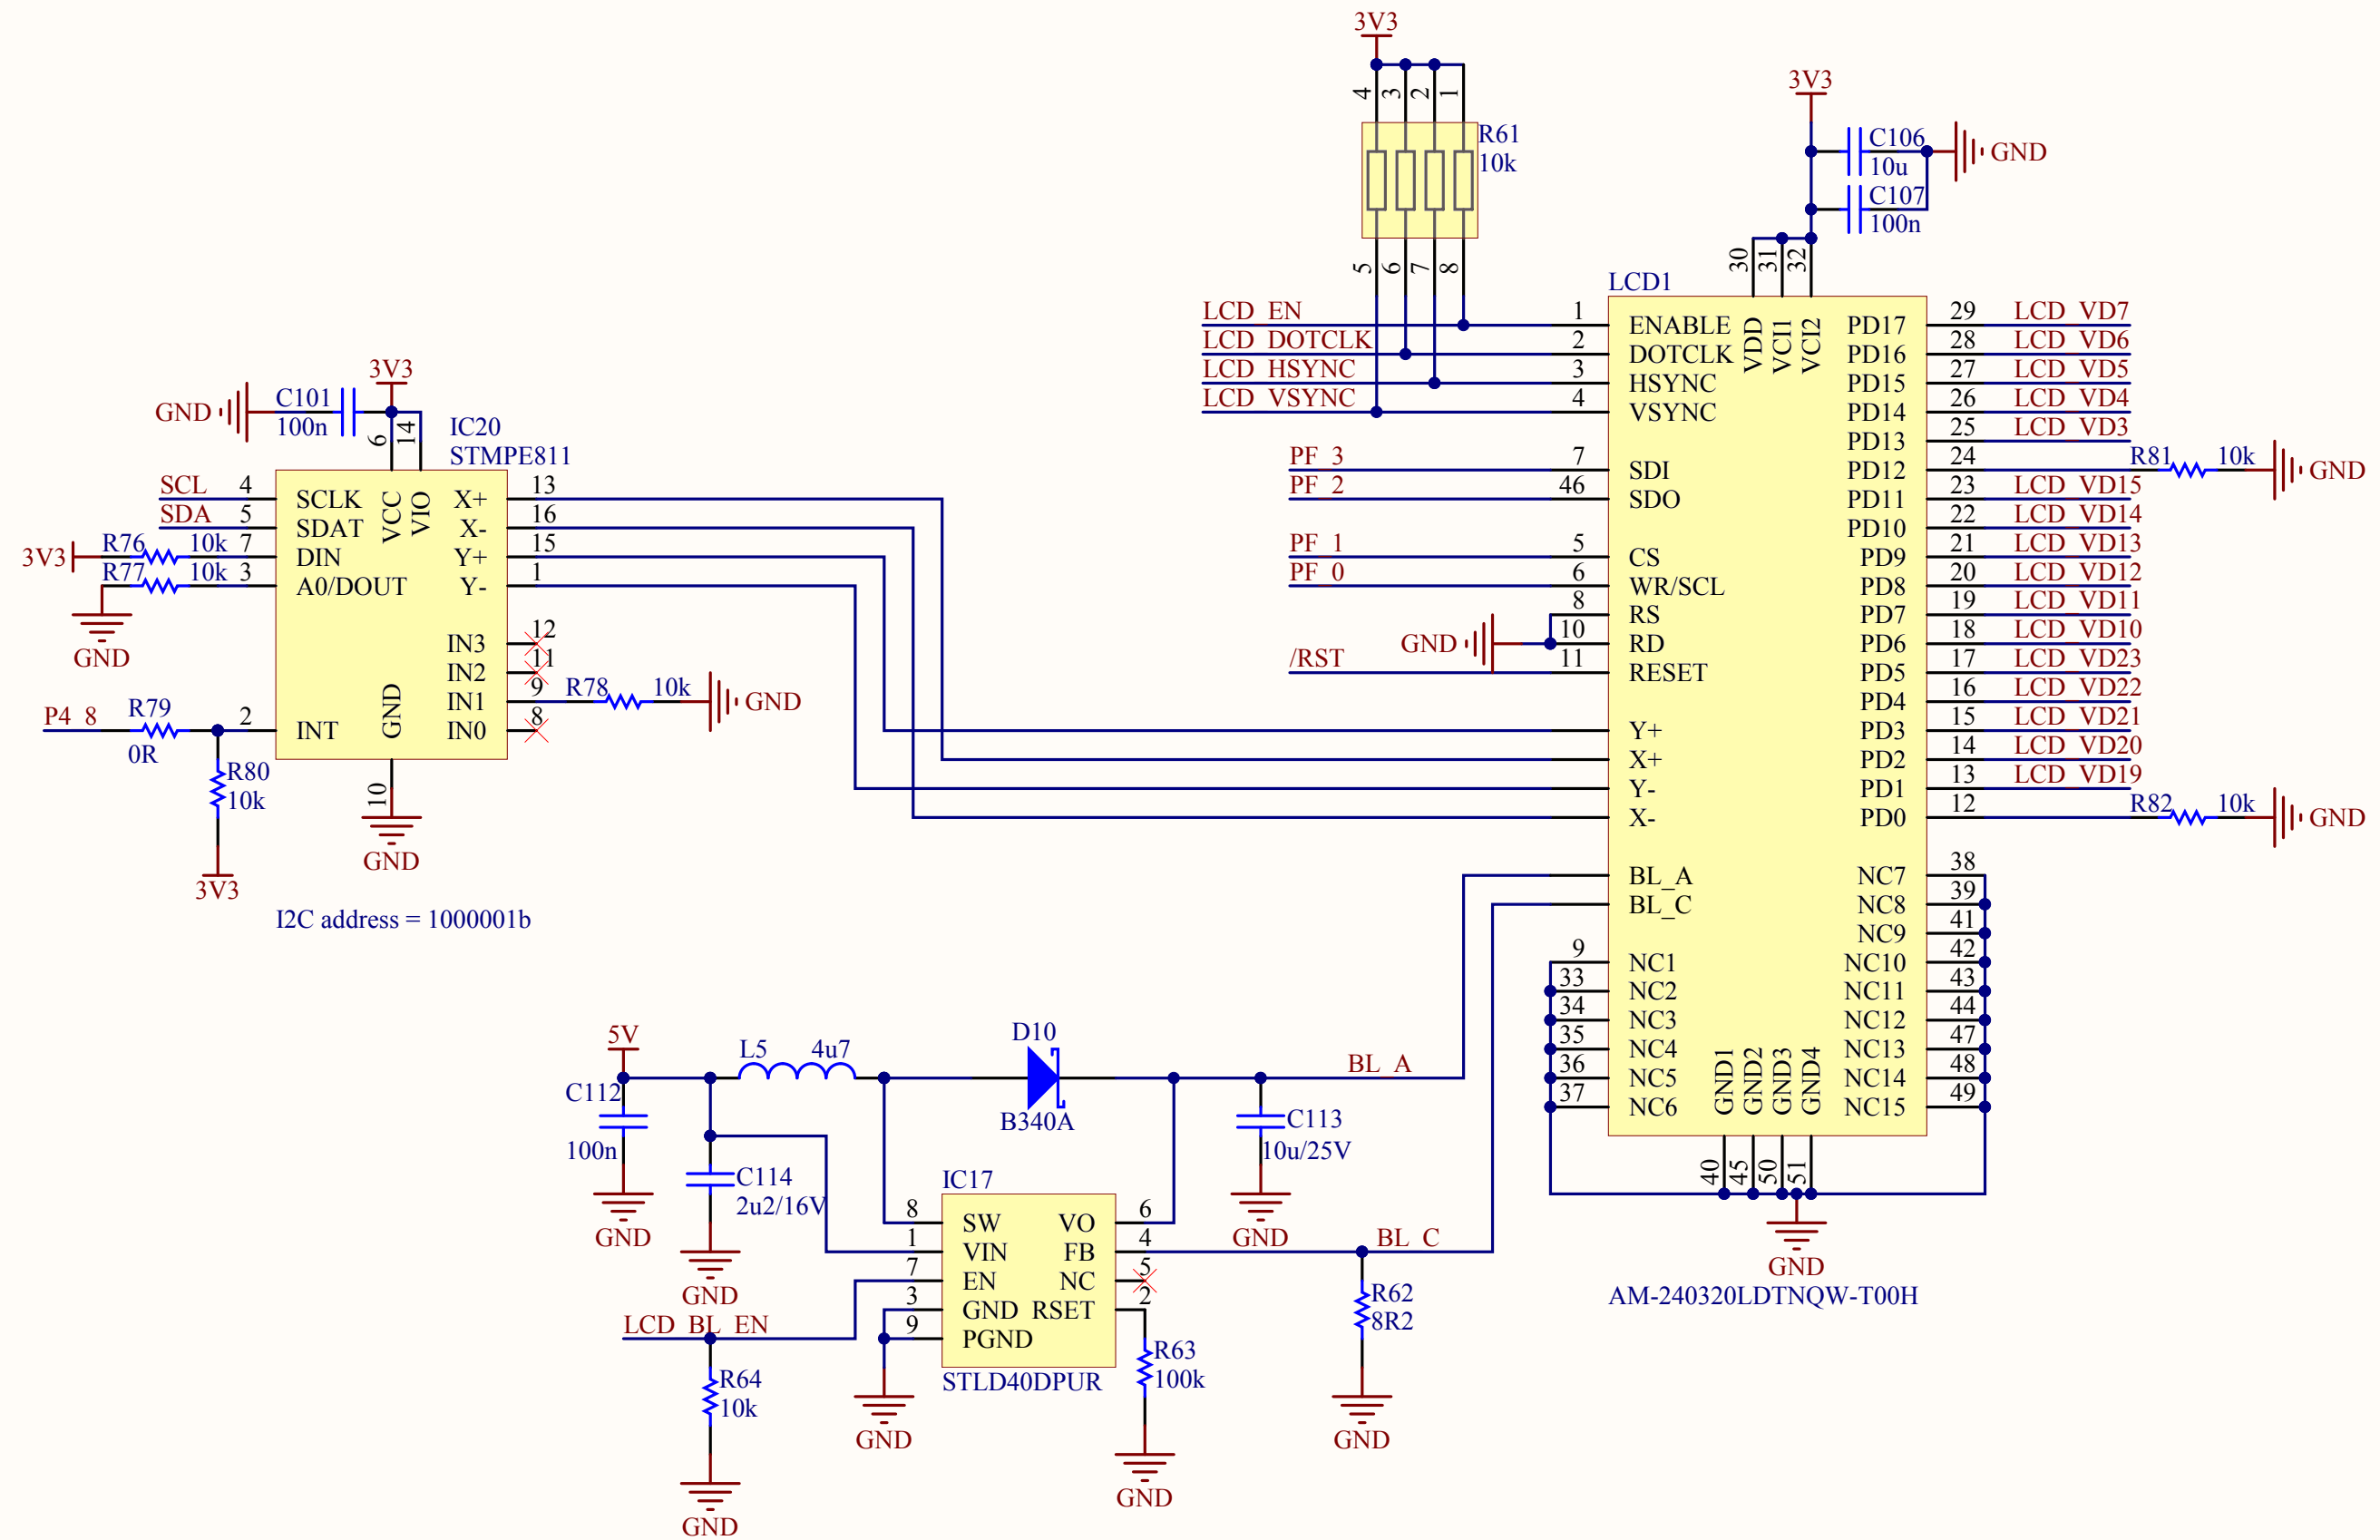 3V3
4 3 2 1
R61
10k
5 6 7 8
3V3
C106
10u
GND
C107
100n
30 31 32
LCD1
LCD_EN 1 ENABLE
LCD_DOTCLK 2 DOTCLK
LCD_HSYNC 3 HSYNC
LCD_VSYNC 4 VSYNC
PF_3 7 SDI
PF_2 46 SDO
PF_1 5 CS
PF_0 6 WR/SCL
8 RS
GND 10 RD
/RST 11 RESET
Y+
X+
Y-
X-
BL_A
BL_C
9 NC1
33 NC2
34 NC3
35 NC4
36 NC5
37 NC6
VDD VCI1 VCI2
PD17 29 LCD_VD7
PD16 28 LCD_VD6
PD15 27 LCD_VD5
PD14 26 LCD_VD4
PD13 25 LCD_VD3
PD12 24 R81 10k GND
PD11 23 LCD_VD15
PD10 22 LCD_VD14
PD9 21 LCD_VD13
PD8 20 LCD_VD12
PD7 19 LCD_VD11
PD6 18 LCD_VD10
PD5 17 LCD_VD23
PD4 16 LCD_VD22
PD3 15 LCD_VD21
PD2 14 LCD_VD20
PD1 13 LCD_VD19
PD0 12 R82 10k GND
NC7 38
NC8 39
NC9 41
NC10 42
NC11 43
NC12 44
NC13 47
NC14 48
NC15 49
GND1 GND2 GND3 GND4
40 45 50 51
GND
AM-240320LDTNQW-T00H
3V3
GND C101
100n
6 14
IC20
STMPE811
SCL 4 SCLK
SDA 5 SDAT
3V3 R76 10k 7 DIN
R77 10k 3 A0/DOUT
GND
VCC VIO
X+ 13
X- 16
Y+ 15
Y- 1
IN3 12
IN2 11
IN1 9 R78 10k GND
IN0 8
P4_8 R79 2 INT
0R
R80
10k
3V3
GND
10
GND
I2C address = 1000001b
5V
L5 4u7
D10
B340A
BL_A
C112
100n
GND
C114
2u2/16V
GND
C113
10u/25V
GND
IC17
8 SW VO 6
1 VIN FB 4
7 EN NC 5
3 GND RSET 2
9 PGND
STLD40DPUR
GND
BL_C
R62
8R2
GND
R63
100k
GND
LCD_BL_EN
R64
10k
GND